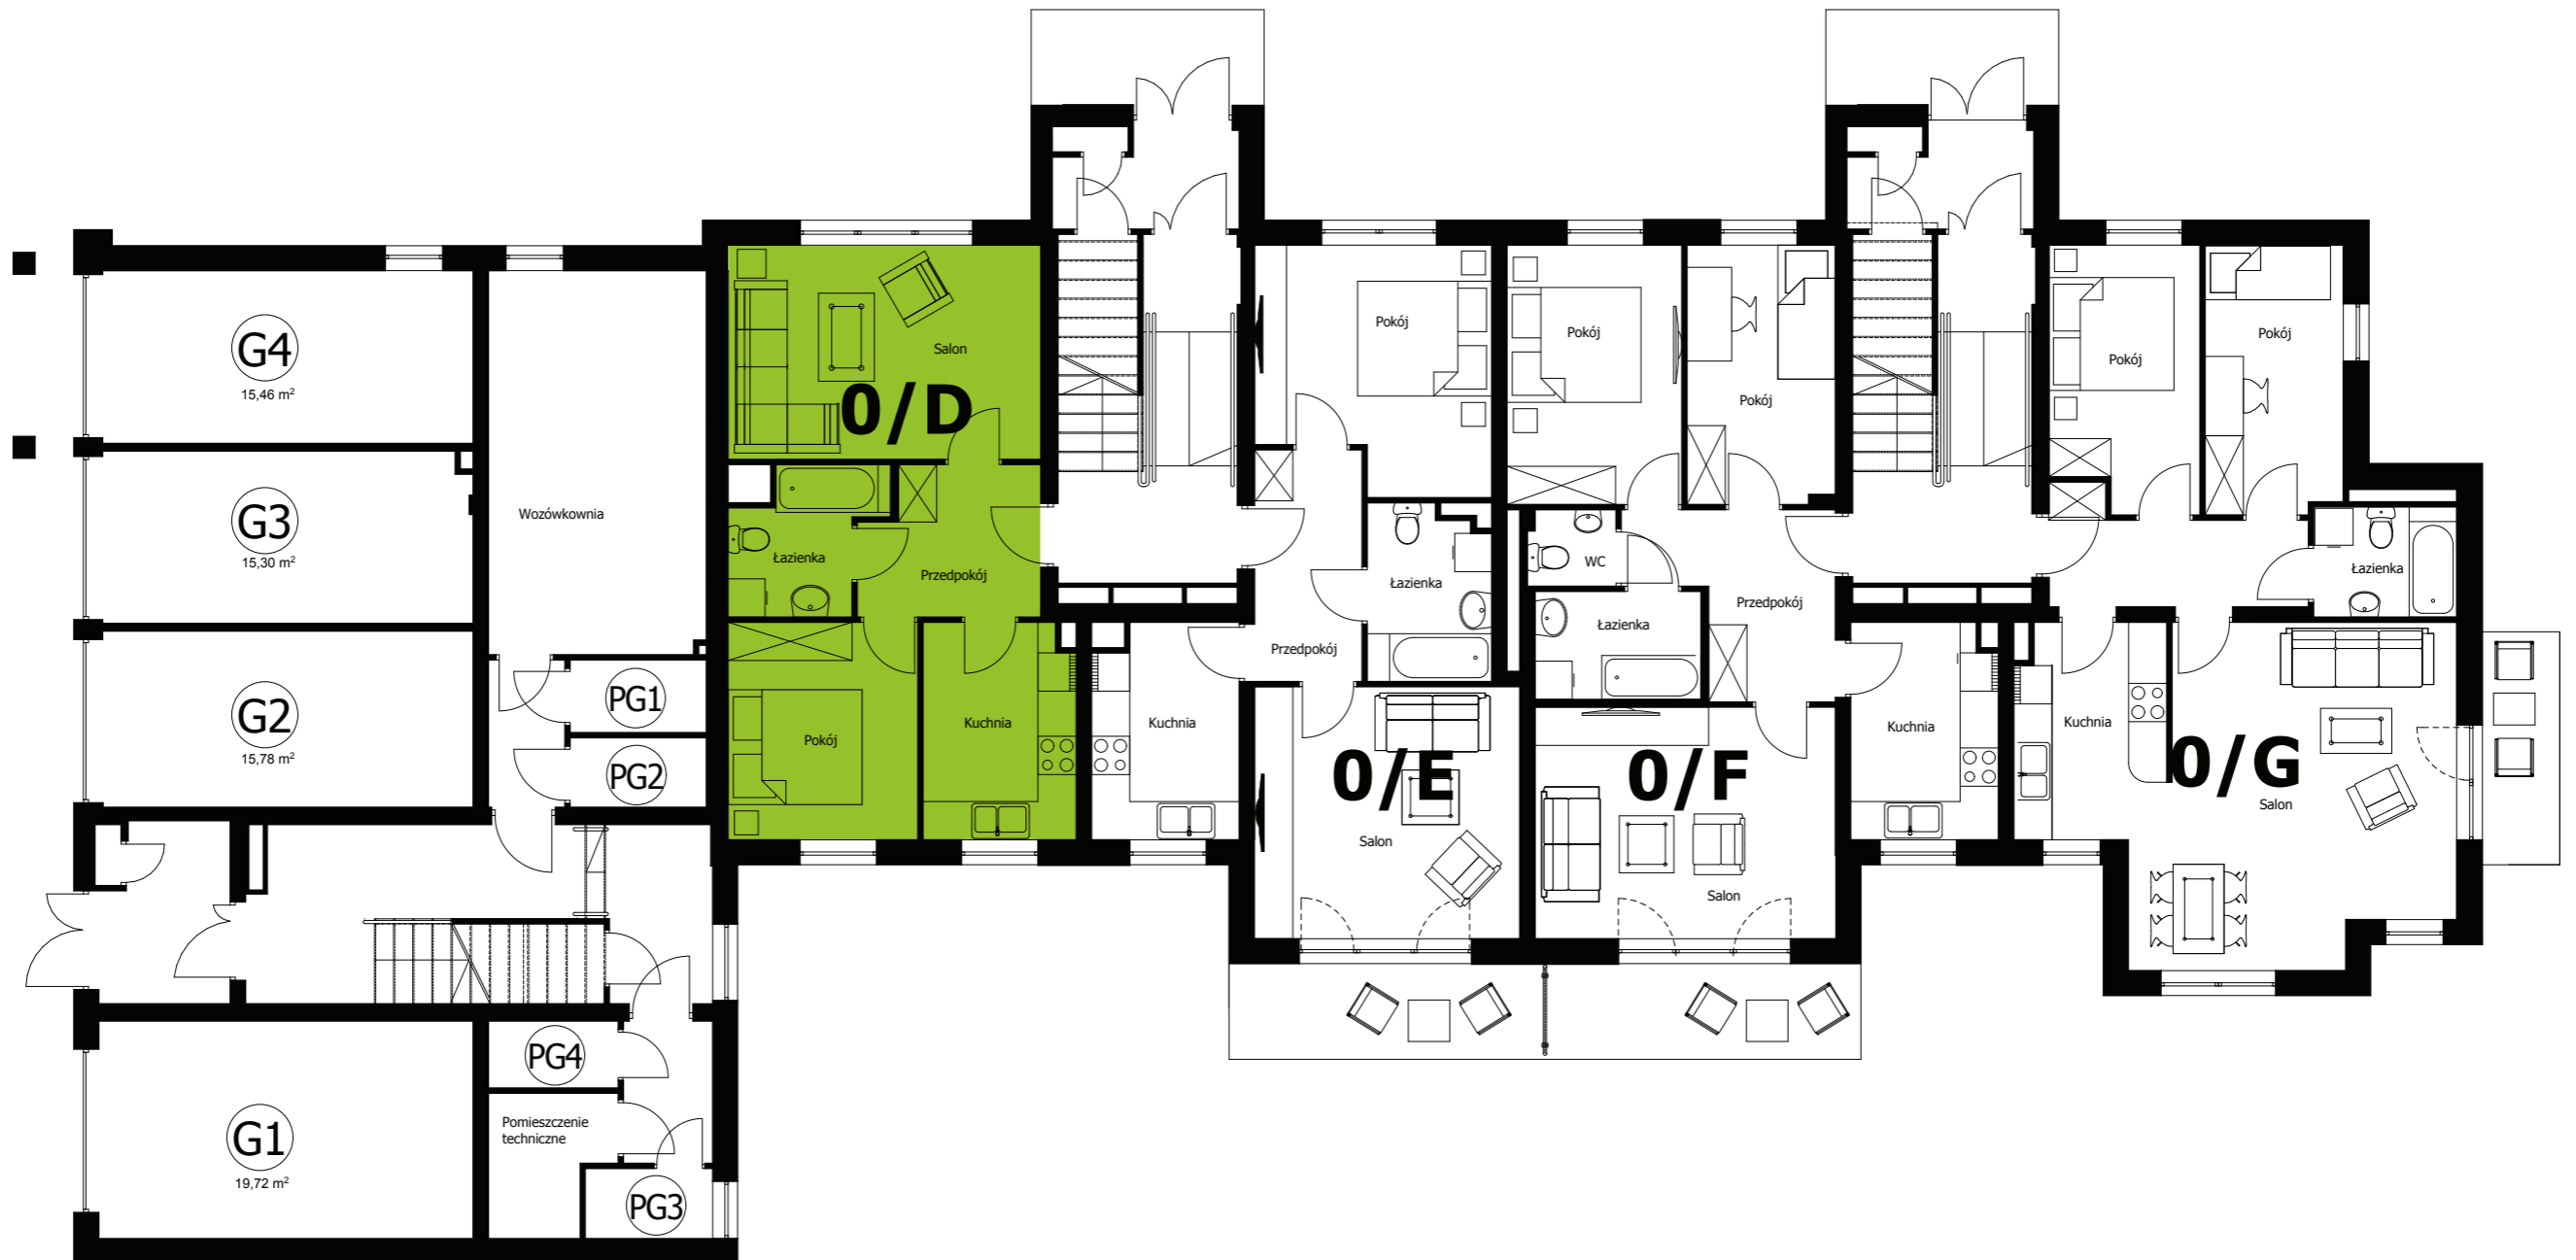 G4
15,46 m²
G3
15,30 m²
G2
15,78 m²
G1
19,72 m²
Wozówkownia
PG1
PG2
PG4
Pomieszczenie
techniczne
PG3
Salon
0/D
Łazienka
Przedpokój
Pokój
Kuchnia
Pokój
Łazienka
Przedpokój
Kuchnia
0/E
Salon
Pokój
Pokój
WC
Łazienka
Przedpokój
0/F
Kuchnia
Salon
Pokój
Pokój
Łazienka
Kuchnia
0/G
Salon